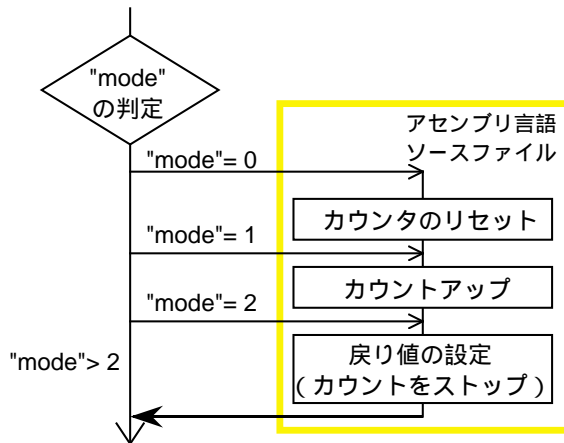 "mode"
の判定
アセンブリ言語
ソースファイル
"mode"= 0
カウンタのリセット
"mode"= 1
カウントアップ
"mode"= 2
"mode"> 2
戻り値の設定
(カウントをストップ)